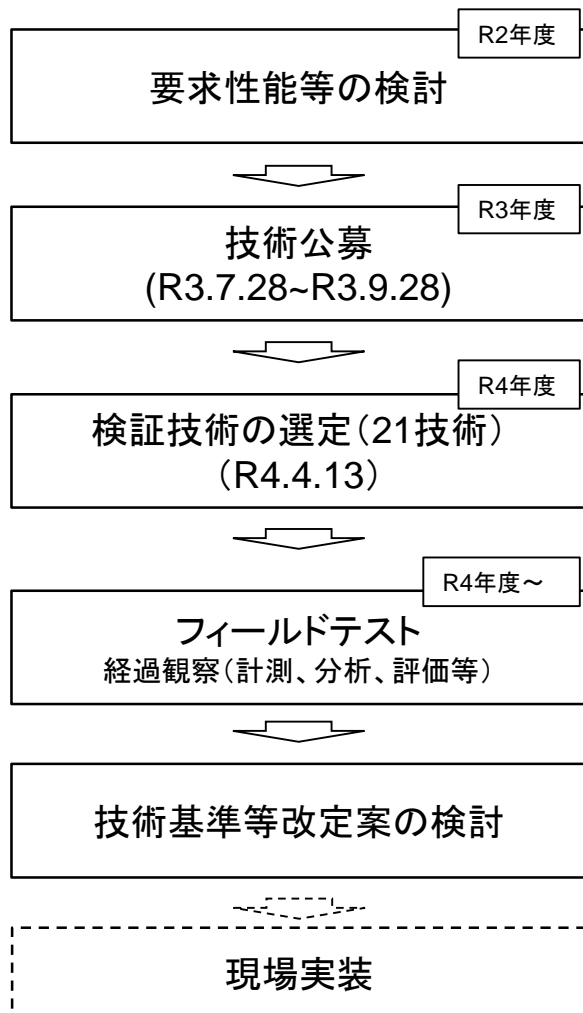 R2年度
要求性能等の検討
R3年度
技術公募
(R3.7.28~R3.9.28)
R4年度
検証技術の選定(21技術)
（R4.4.13）
R4年度～
フィールドテスト
経過観察(計測、分析、評価等)
技術基準等改定案の検討
現場実装